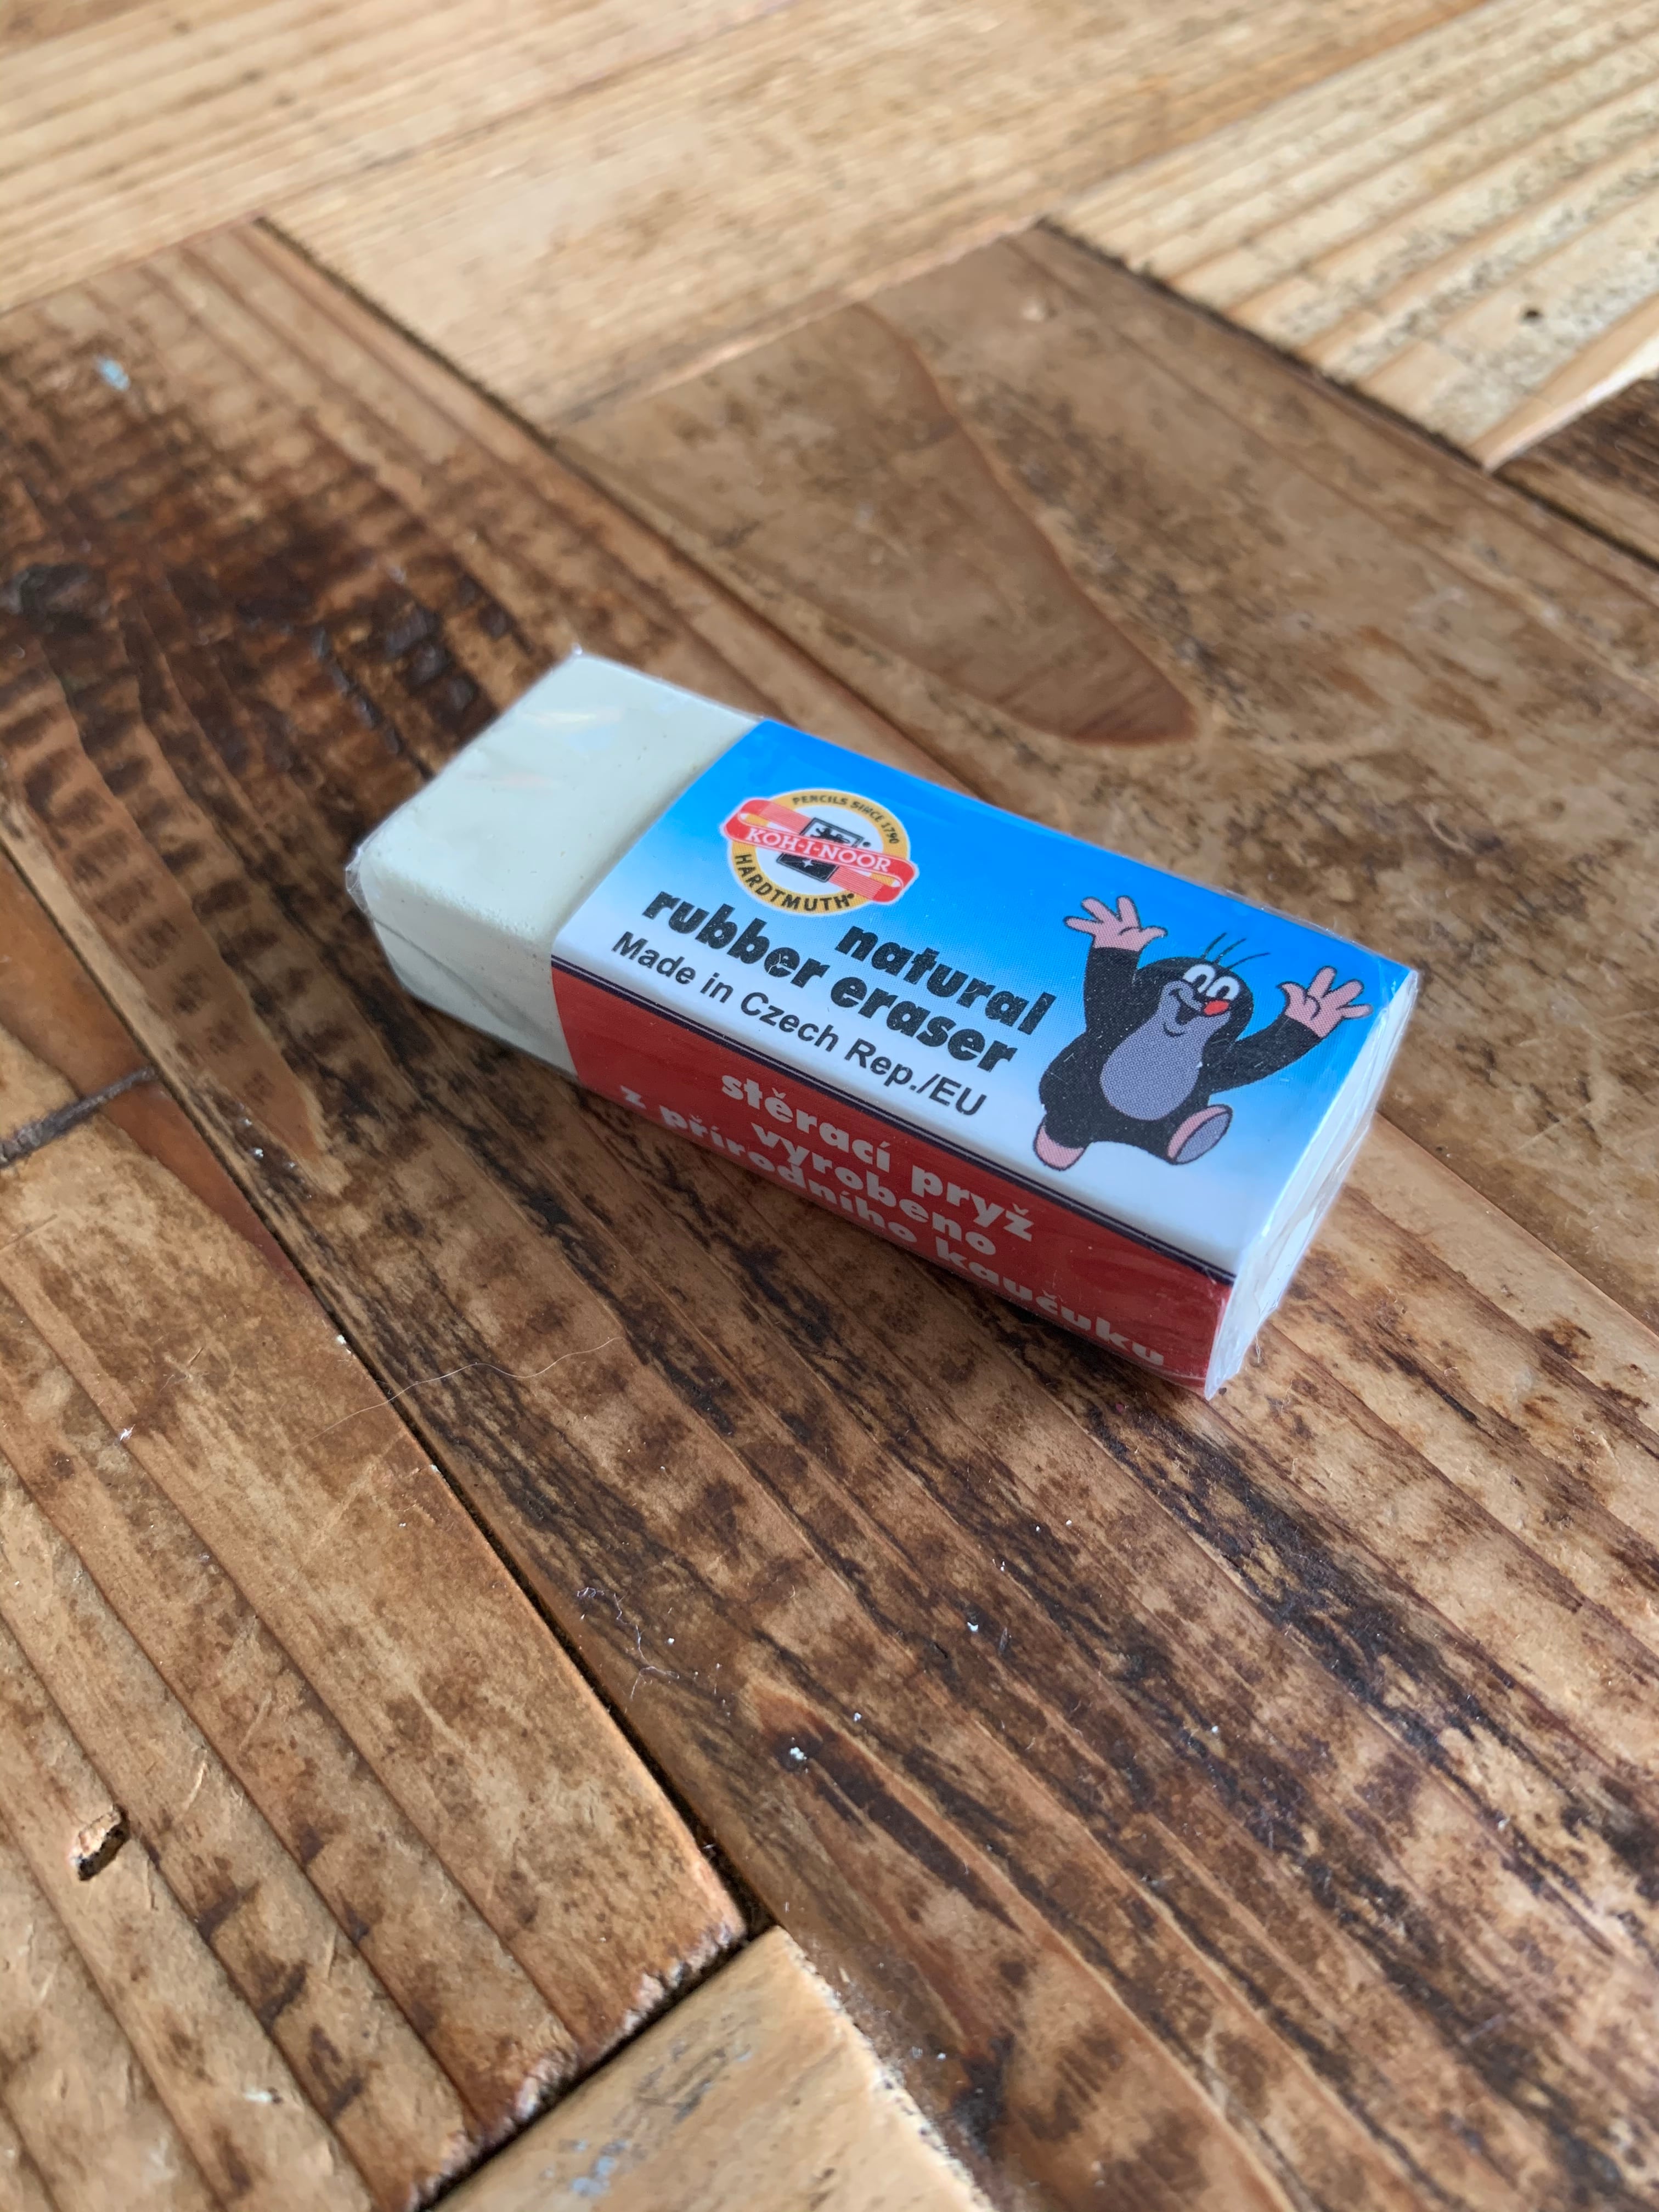 PENCILS SINCE 1790
KOH-I-NOOR
HARDTMUTH
natural
rubber eraser
Made in Czech Rep./EU
stěrací pryž
vyrobeno
z přírodního kaučuku